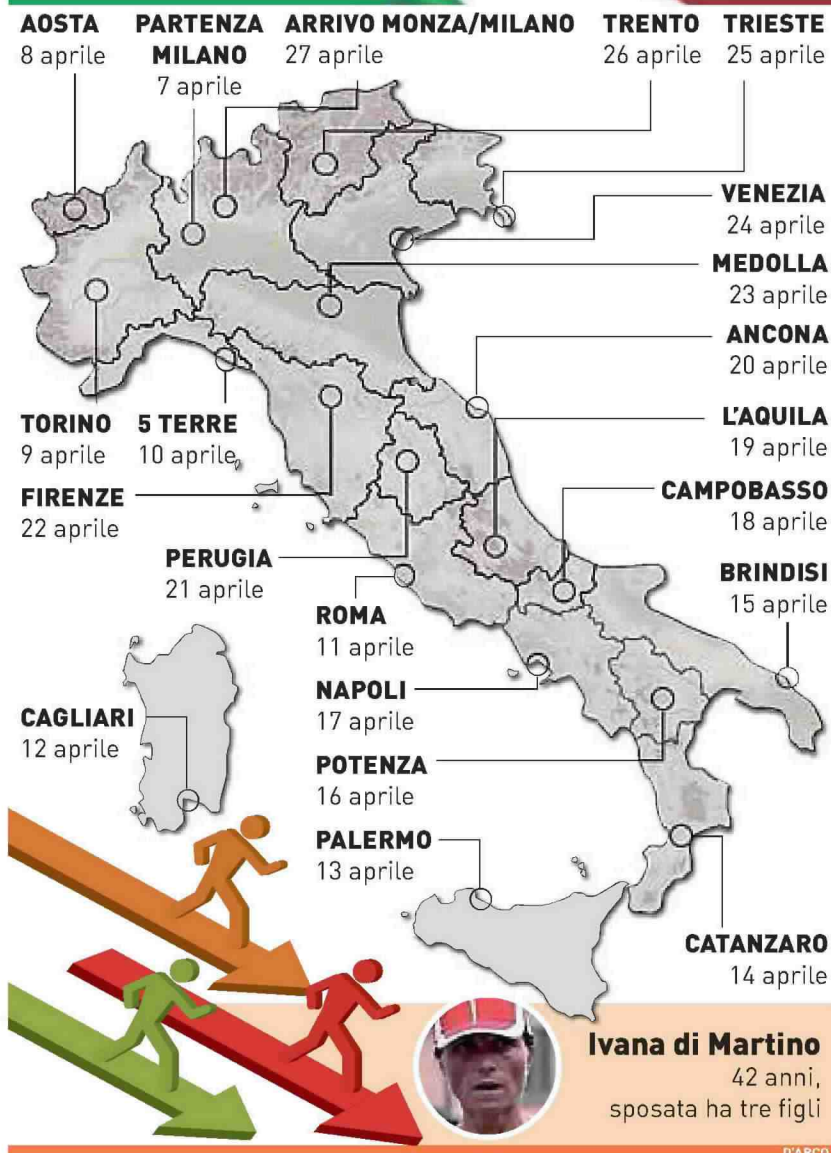 AOSTA
8 aprile
PARTENZA
MILANO
7 aprile
ARRIVO MONZA/MILANO
27 aprile
TRENTO
26 aprile
TRIESTE
25 aprile
VENEZIA
24 aprile
MEDOLLA
23 aprile
ANCONA
20 aprile
L'AQUILA
19 aprile
TORINO
9 aprile
5 TERRE
10 aprile
FIRENZE
22 aprile
CAMPOBASSO
18 aprile
PERUGIA
21 aprile
BRINDISI
15 aprile
ROMA
11 aprile
NAPOLI
17 aprile
CAGLIARI
12 aprile
POTENZA
16 aprile
PALERMO
13 aprile
CATANZARO
14 aprile
Ivana di Martino
42 anni,
sposata ha tre figli
D'ARCO